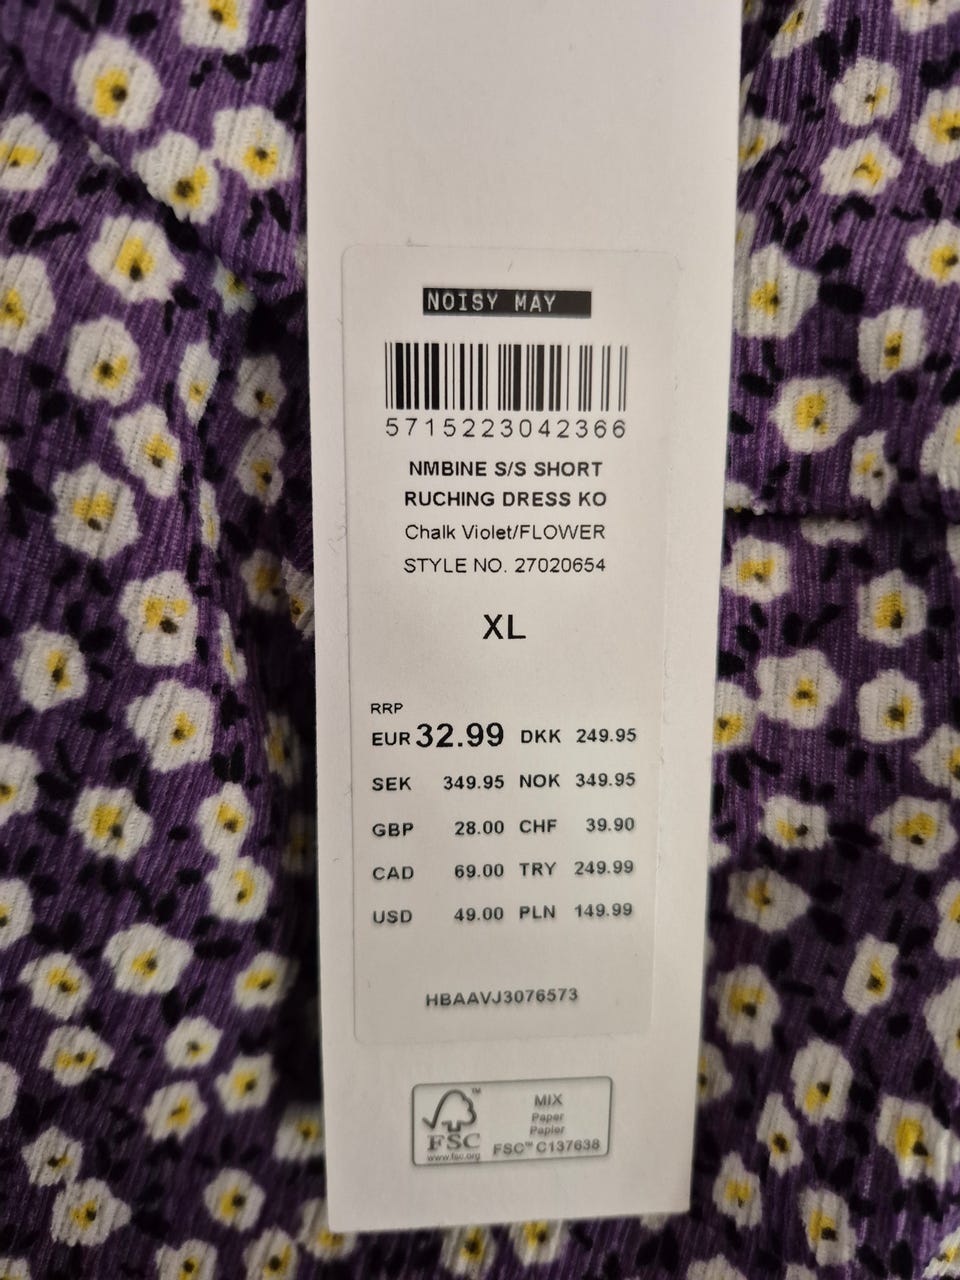 NOISY MAY
5715223042366
NMBINE S/S SHORT
RUCHING DRESS KO
Chalk Violet/FLOWER
STYLE NO. 27020654
XL
RRP
EUR 32.99 DKK 249.95
SEK 349.95 NOK 349.95
GBP 28.00 CHF 39.90
CAD 69.00 TRY 249.99
USD 49.00 PLN 149.99
HBAAVJ3076573
FSC
www.fsc.org
MIX
Paper
Papier
FSC™ C137638